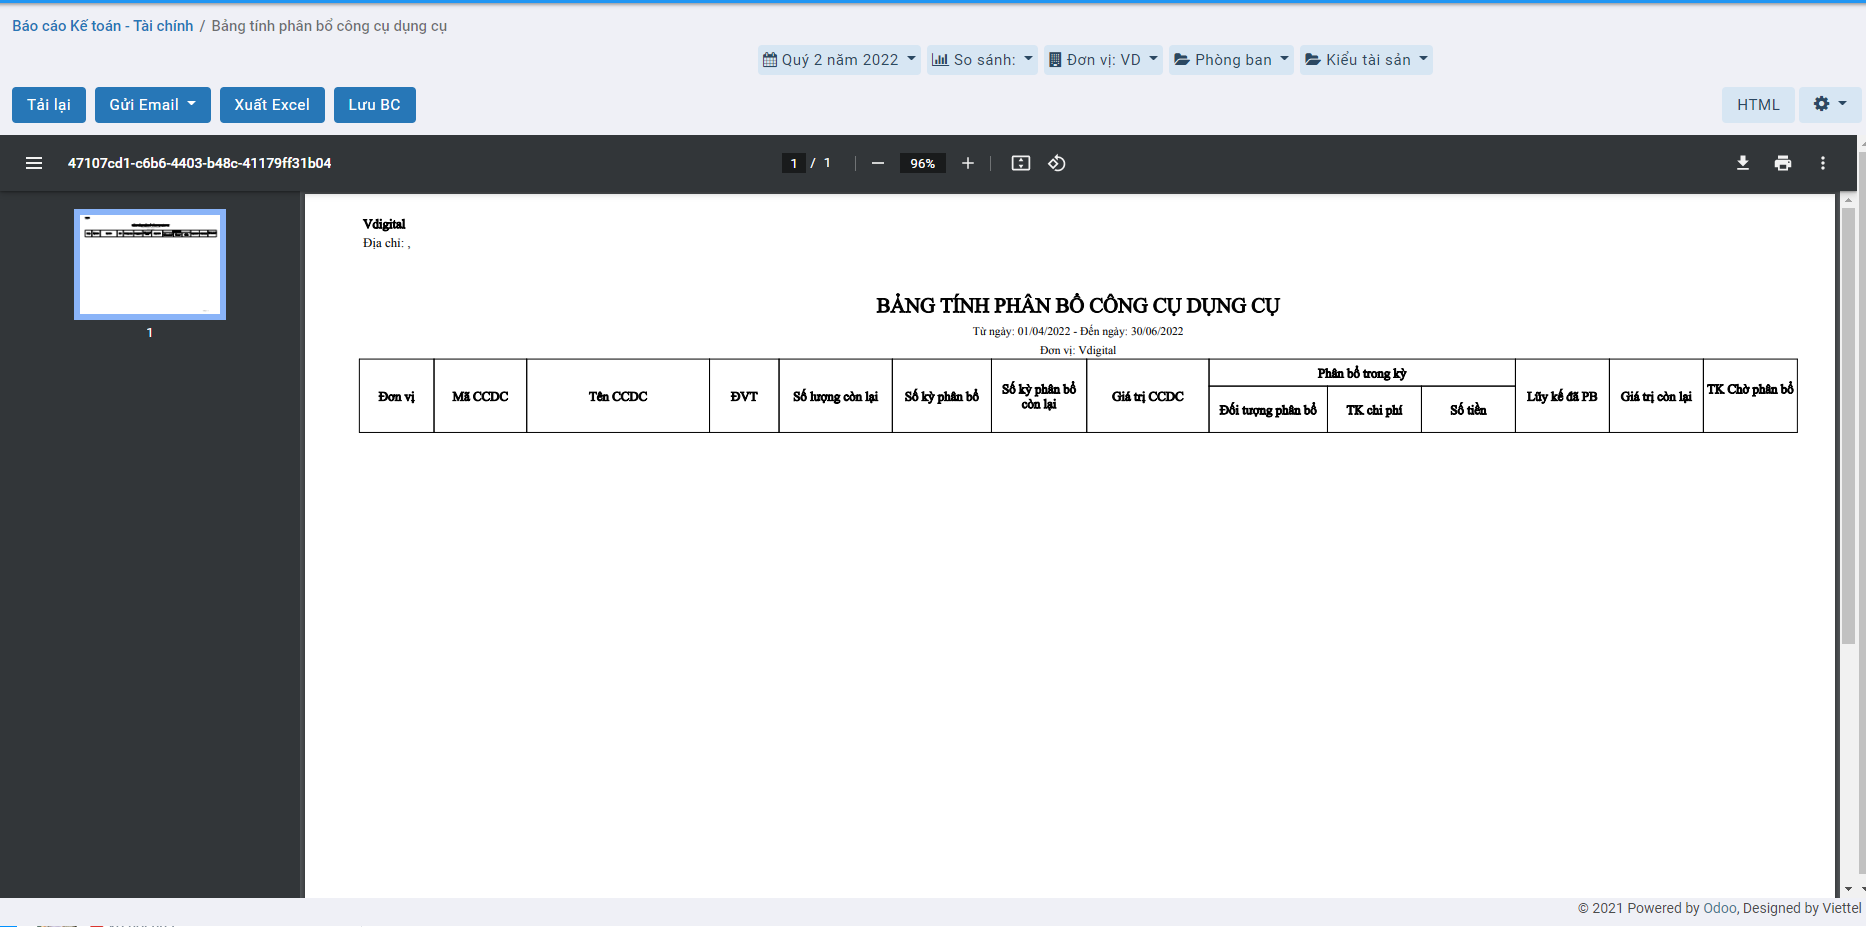 Báo cáo Kế toán - Tài chính / Bảng tính phân bổ công cụ dụng cụ
Quý 2 năm 2022 So sánh: Đơn vị: VD Phòng ban Kiểu tài sản
Tải lại Gửi Email Xuất Excel Lưu BC HTML
47107cd1-c6b6-4403-b48c-41179ff31b04 1 / 1 96%
1
Vdigital
Địa chỉ: ,
BẢNG TÍNH PHÂN BỔ CÔNG CỤ DỤNG CỤ
Từ ngày: 01/04/2022 - Đến ngày: 30/06/2022
Đơn vị: Vdigital
Đơn vị Mã CCDC Tên CCDC ĐVT Số lượng còn lại Số kỳ phân bổ Số kỳ phân bổ còn lại Giá trị CCDC Phân bổ trong kỳ Lũy kế đã PB Giá trị còn lại TK Chờ phân bổ
Đối tượng phân bổ TK chi phí Số tiền
© 2021 Powered by Odoo, Designed by Viettel